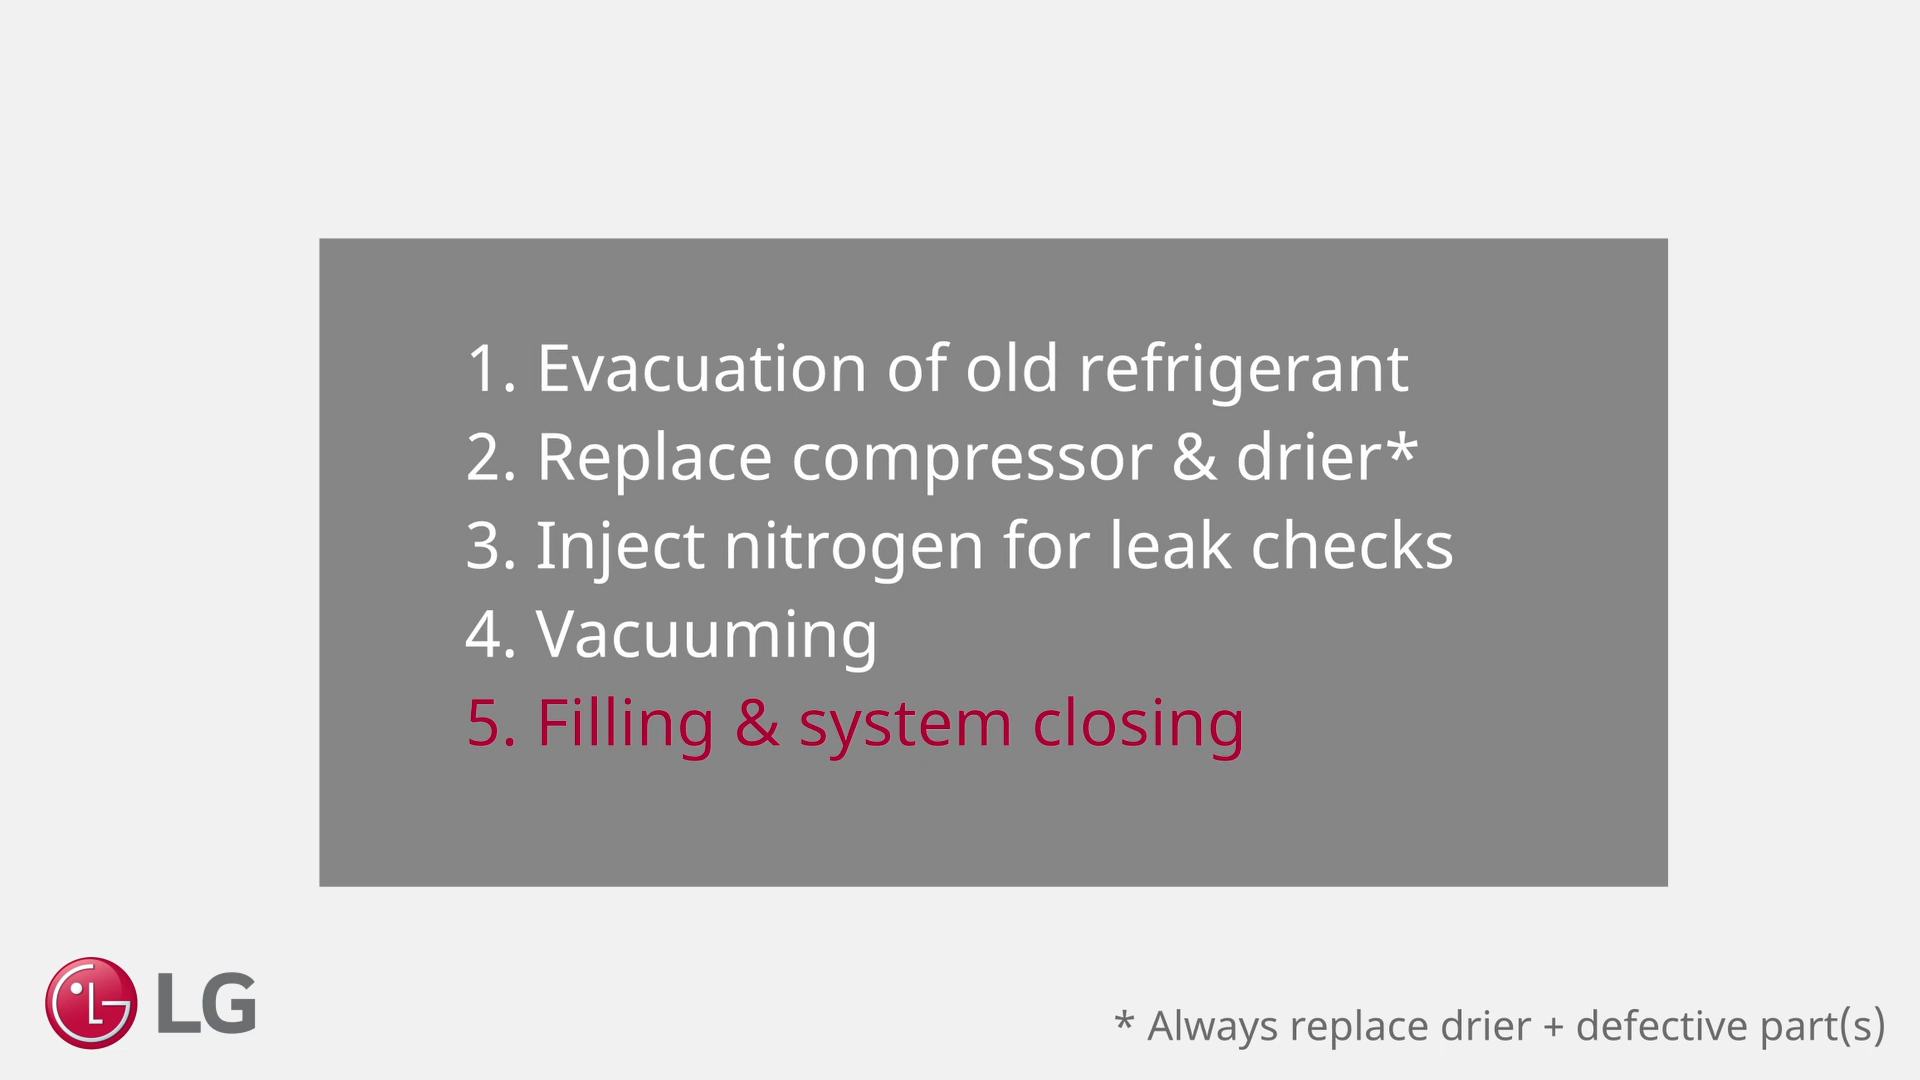 1. Evacuation of old refrigerant
2. Replace compressor & drier*
3. Inject nitrogen for leak checks
4. Vacuuming
5. Filling & system closing
LG
* Always replace drier + defective part(s)